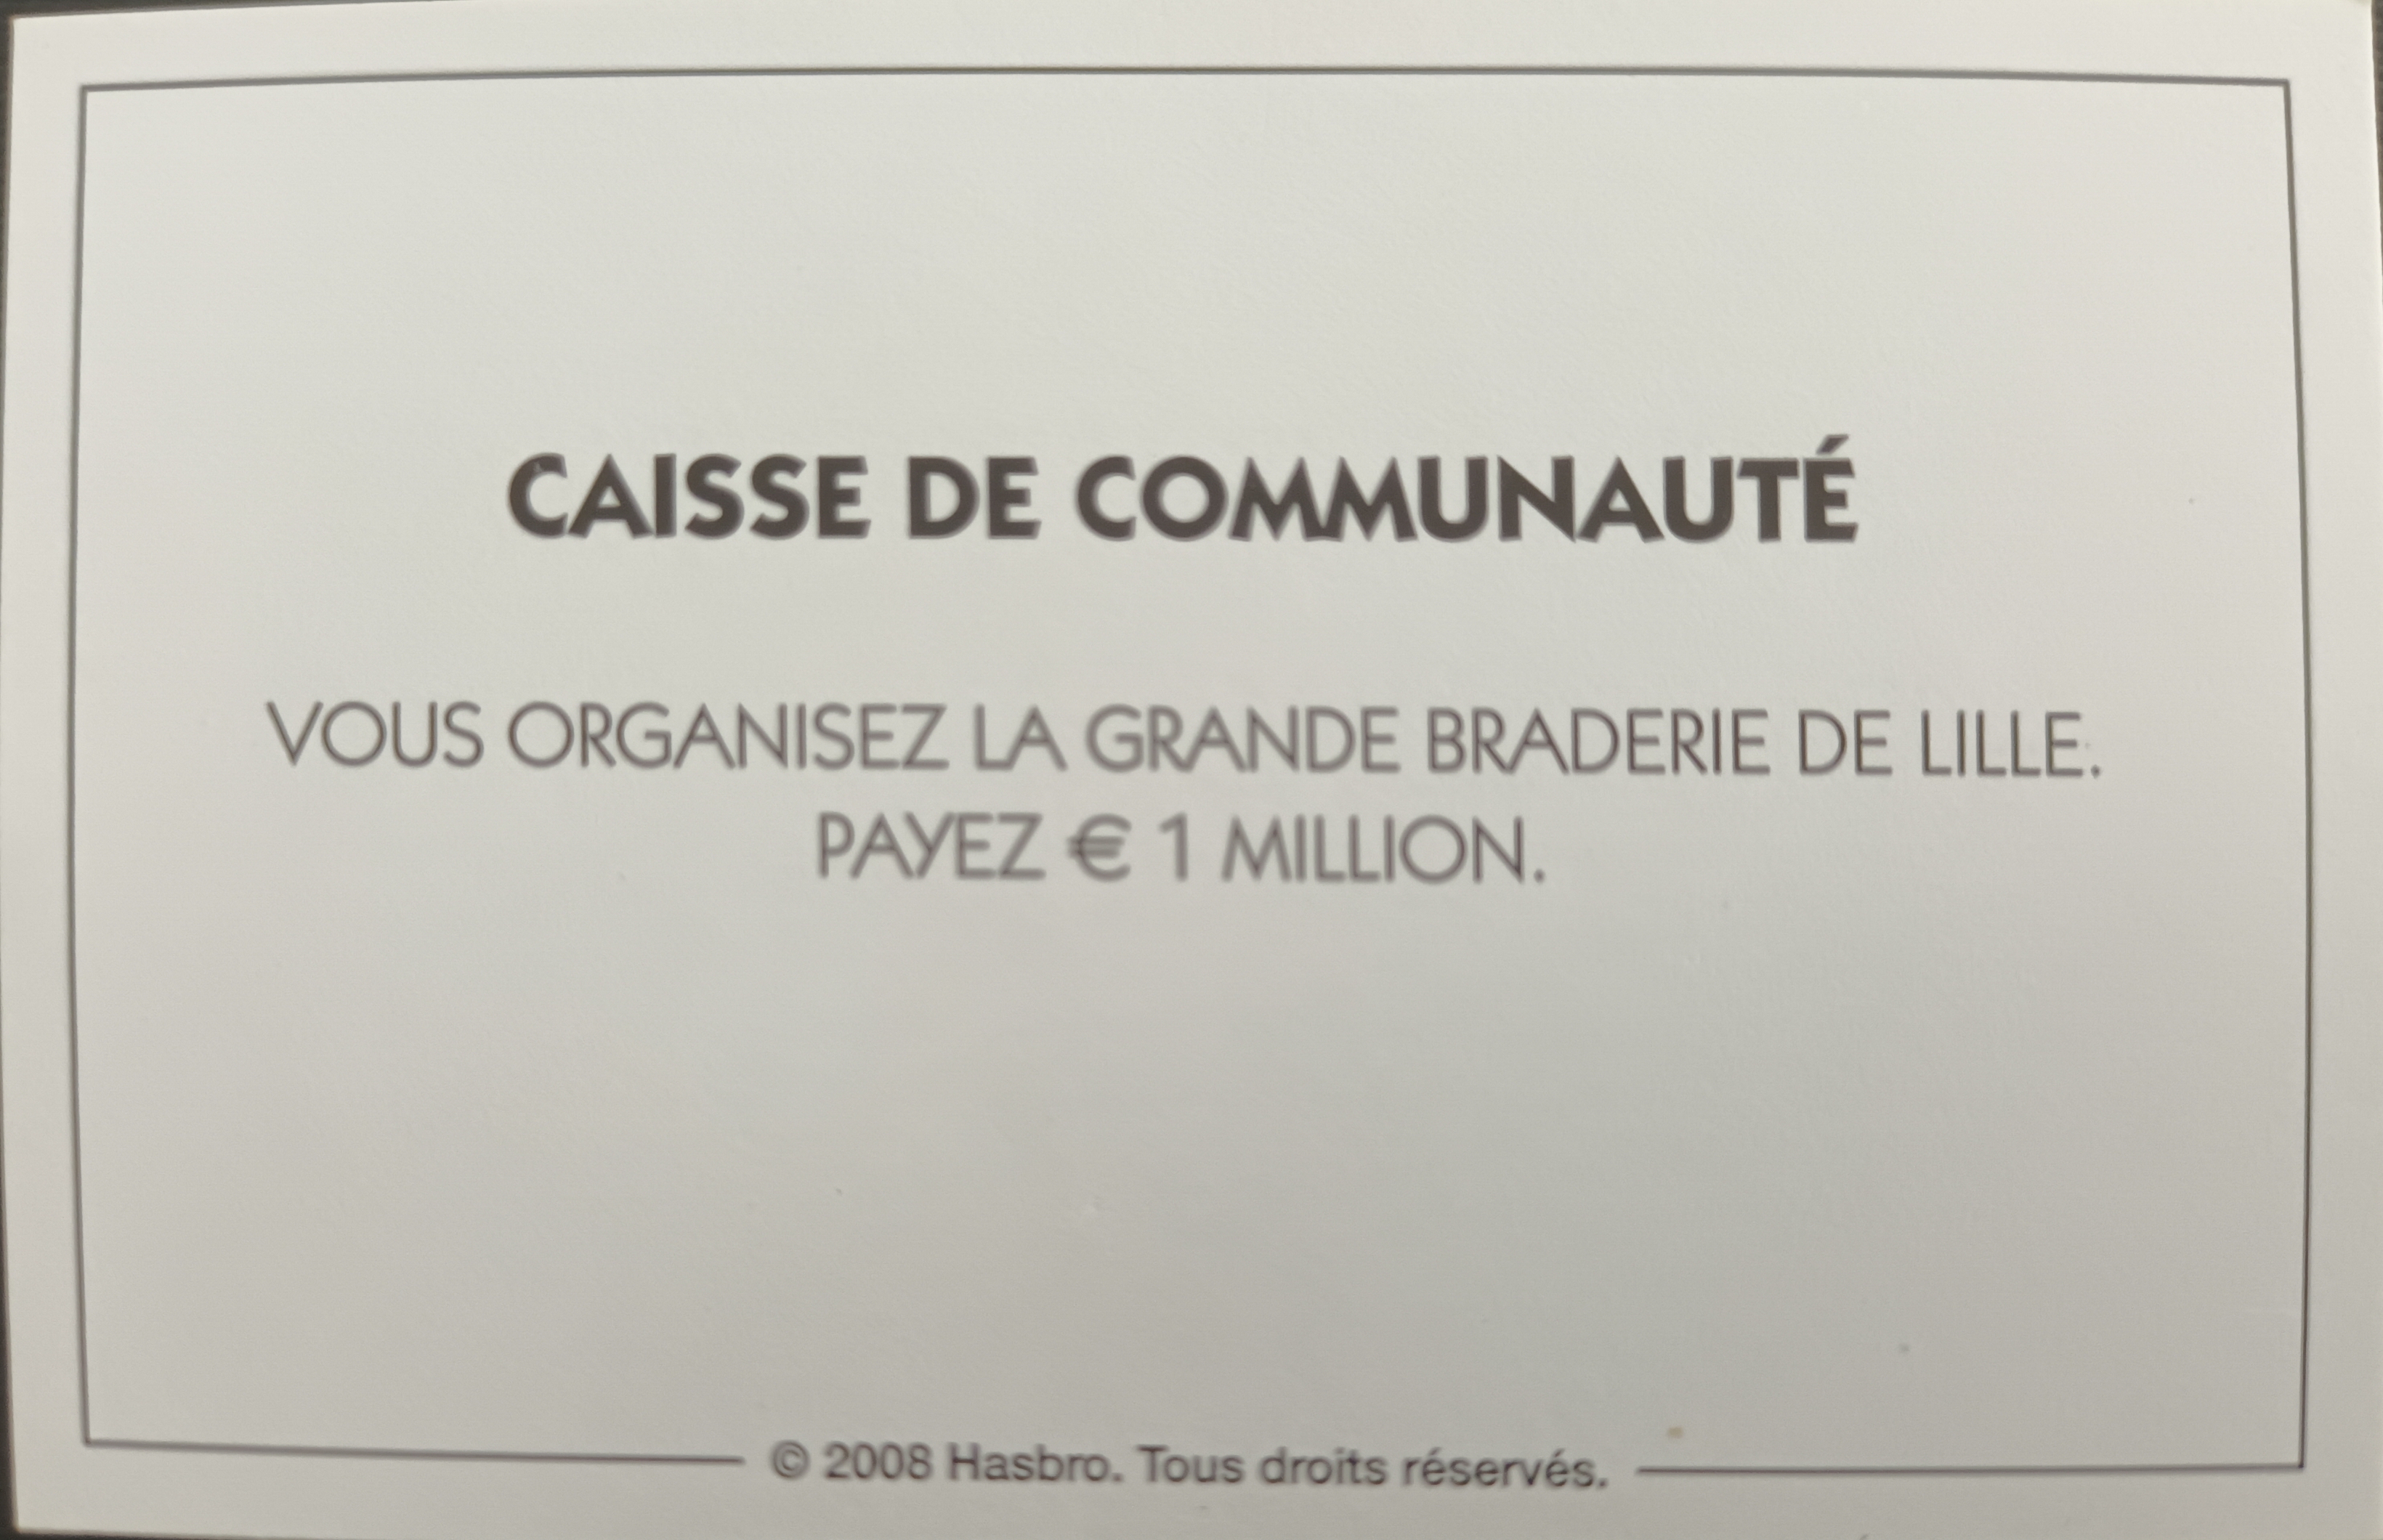 CAISSE DE COMMUNAUTÉ
VOUS ORGANISEZ LA GRANDE BRADERIE DE LILLE.
PAYEZ € 1 MILLION.
© 2008 Hasbro. Tous droits réservés.